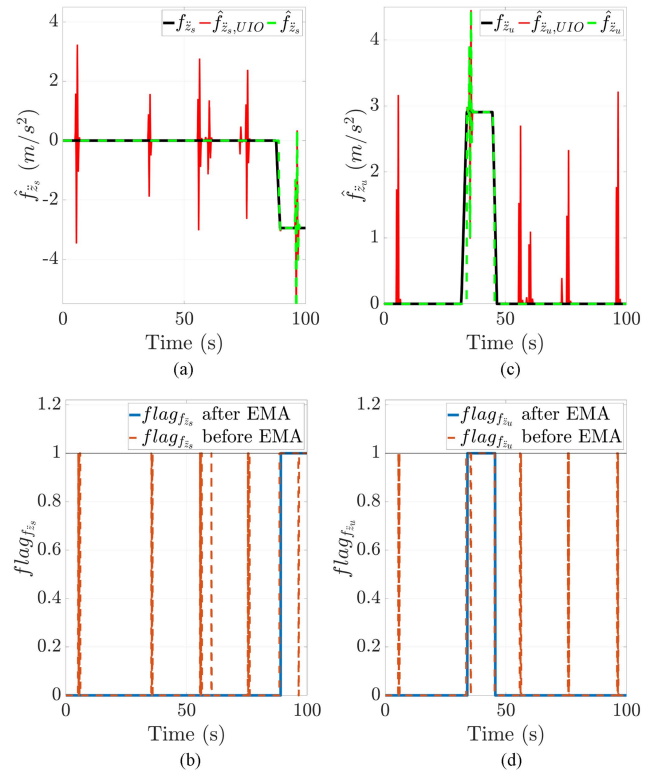 f_{z̈_s} f̂_{z̈_s,UIO} f̂_{z̈_s}
4
2
0
-2
-4
f̂_{z̈_s} (m/s²)
0 50 100
Time (s)
(a)
f_{z̈_u} f̂_{z̈_u,UIO} f̂_{z̈_u}
4
3
2
1
0
f̂_{z̈_u} (m/s²)
0 50 100
Time (s)
(c)
1.2
1
0.8
0.6
0.4
0.2
0
flag_{f_{z̈_s}} after EMA
flag_{f_{z̈_s}} before EMA
flag_{f_{z̈_s}}
0 50 100
Time (s)
(b)
1.2
1
0.8
0.6
0.4
0.2
0
flag_{f_{z̈_u}} after EMA
flag_{f_{z̈_u}} before EMA
flag_{f_{z̈_u}}
0 50 100
Time (s)
(d)